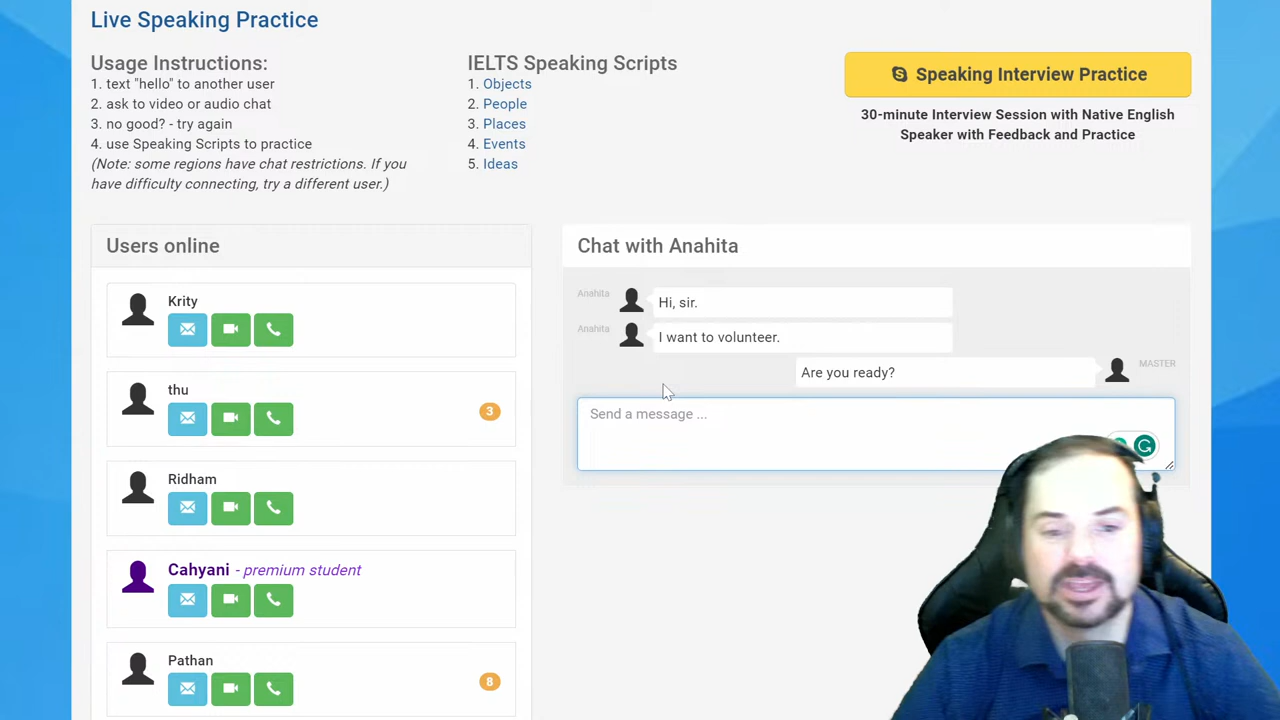 Live Speaking Practice
Usage Instructions:
1. text "hello" to another user
2. ask to video or audio chat
3. no good? - try again
4. use Speaking Scripts to practice
(Note: some regions have chat restrictions. If you
have difficulty connecting, try a different user.)
IELTS Speaking Scripts
1. Objects
2. People
3. Places
4. Events
5. Ideas
Speaking Interview Practice
30-minute Interview Session with Native English
Speaker with Feedback and Practice
Users online
Krity
thu
3
Ridham
Cahyani - premium student
Pathan
8
Chat with Anahita
Anahita
Hi, sir.
Anahita
I want to volunteer.
Are you ready?
MASTER
Send a message ...